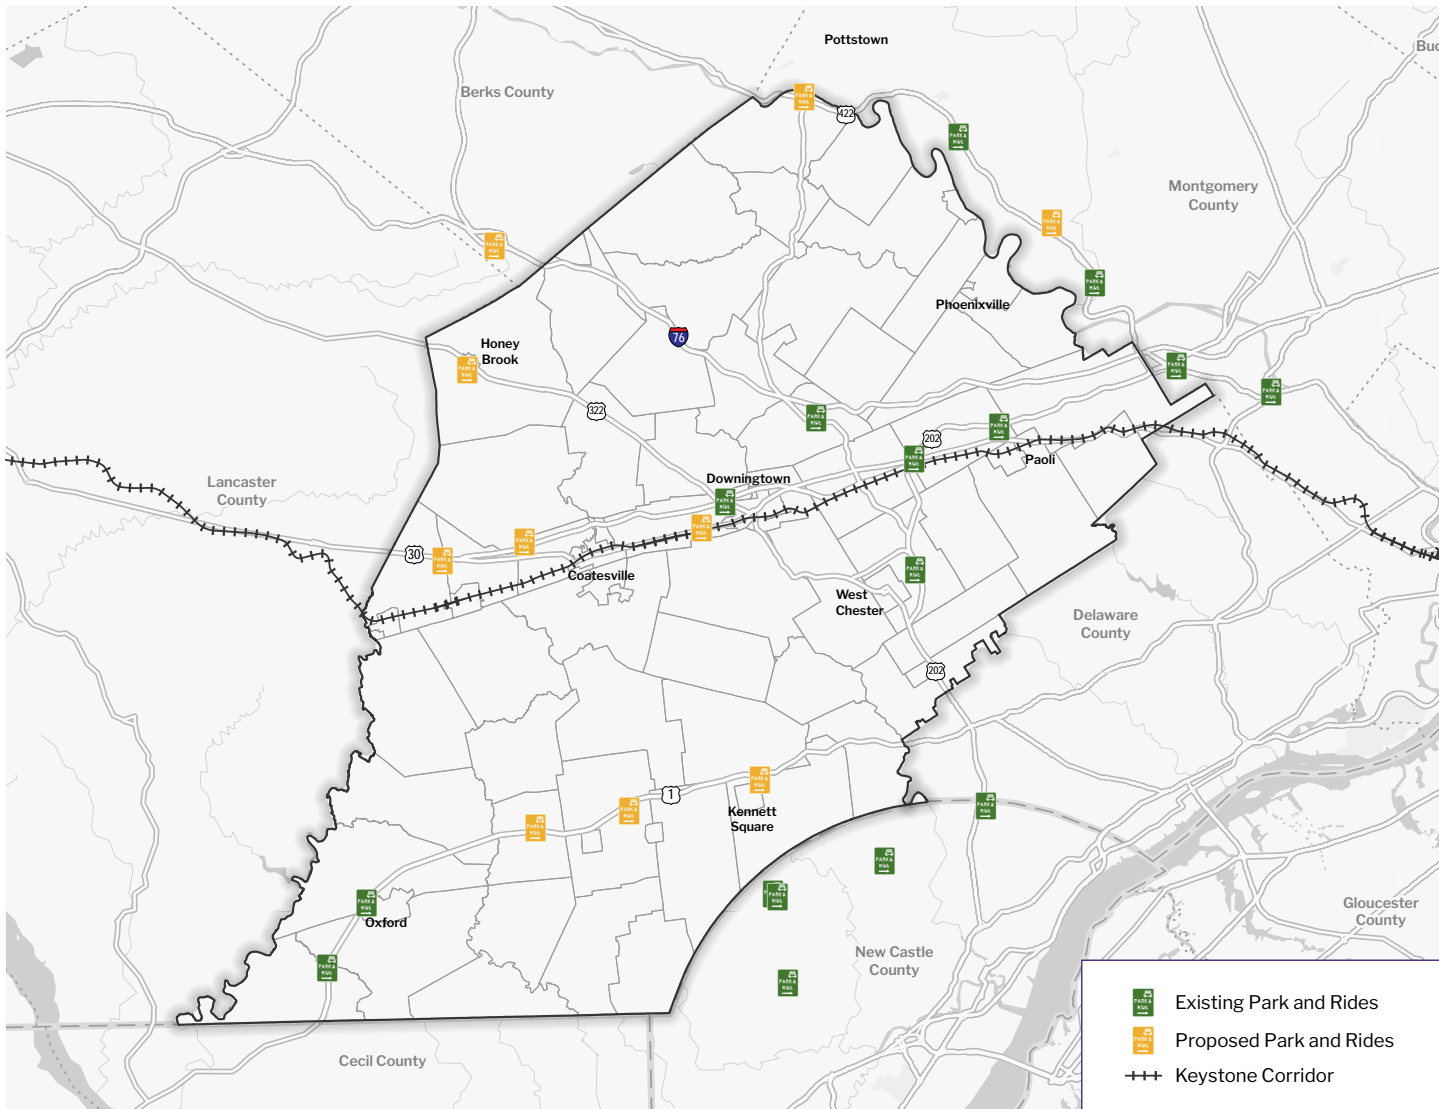 Pottstown
Buc
Berks County
422
Montgomery
County
Phoenixville
Honey
Brook
76
322
202
Paoli
Downingtown
Lancaster
County
30
Coatesville
West
Chester
Delaware
County
202
1
Kennett
Square
Oxford
New Castle
County
Gloucester
County
Cecil County
Existing Park and Rides
Proposed Park and Rides
Keystone Corridor